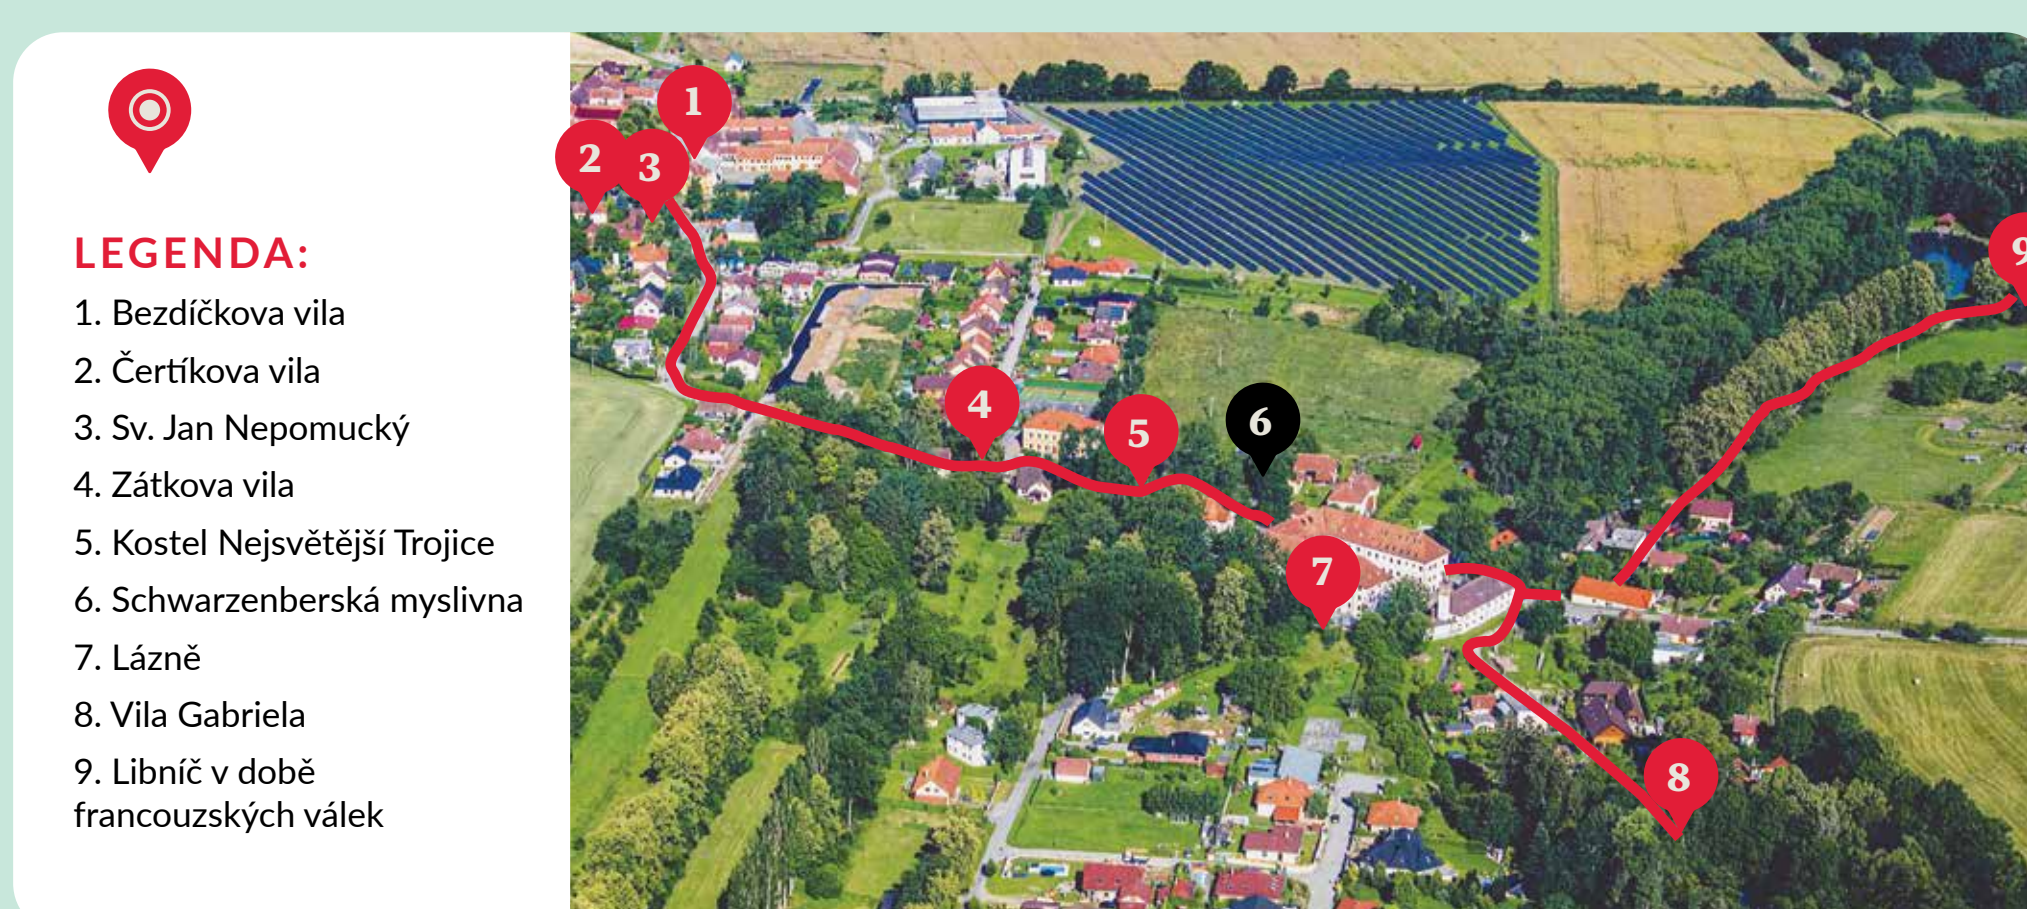 LEGENDA:
1. Bezdíčkova vila
2. Čertíkova vila
3. Sv. Jan Nepomucký
4. Zátkova vila
5. Kostel Nejsvětější Trojice
6. Schwarzenberská myslivna
7. Lázně
8. Vila Gabriela
9. Libníč v době
francouzských válek
1
2
3
4
5
6
7
8
9